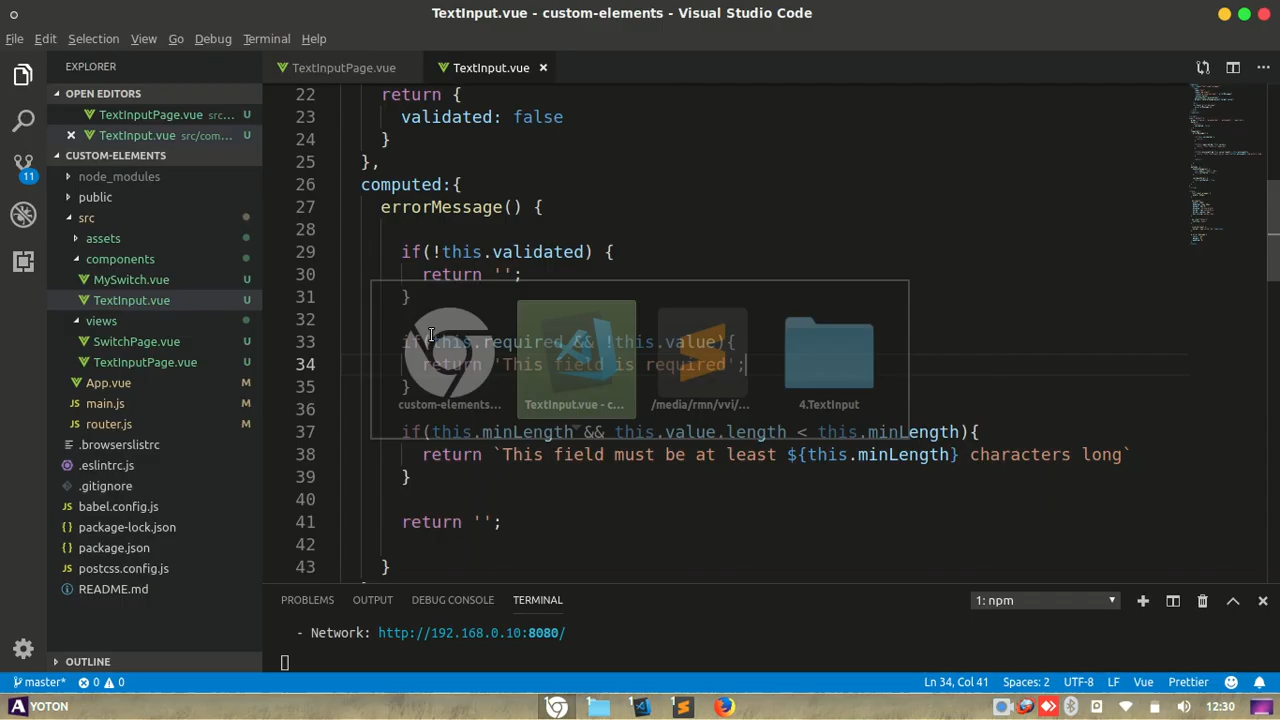 TextInput.vue - custom-elements - Visual Studio Code
File Edit Selection View Go Debug Terminal Help
EXPLORER
OPEN EDITORS
TextInputPage.vue src... U
TextInput.vue src/com... U
CUSTOM-ELEMENTS
node_modules
public
src
assets
components
MySwitch.vue U
TextInput.vue U
views
SwitchPage.vue U
TextInputPage.vue U
App.vue M
main.js M
router.js M
.browserslistrc
.eslintrc.js
.gitignore
babel.config.js
package-lock.json
package.json
postcss.config.js
README.md
OUTLINE
11
TextInputPage.vue TextInput.vue
22 return {
23 validated: false
24 }
25 },
26 computed:{
27 errorMessage() {
28
29 if(!this.validated) {
30 return '';
31 }
32
33 if(this.required && !this.value){
34 return 'This field is required';
35 }
36
37 if(this.minLength && this.value.length < this.minLength){
38 return `This field must be at least ${this.minLength} characters long`
39 }
40
41 return '';
42
43 }
custom-elements... TextInput.vue - c... /media/rmn/vvi/... 4.TextInput
PROBLEMS OUTPUT DEBUG CONSOLE TERMINAL 1: npm
- Network: http://192.168.0.10:8080/
master* 0 0 Ln 34, Col 41 Spaces: 2 UTF-8 LF Vue Prettier
YOTON 12:30